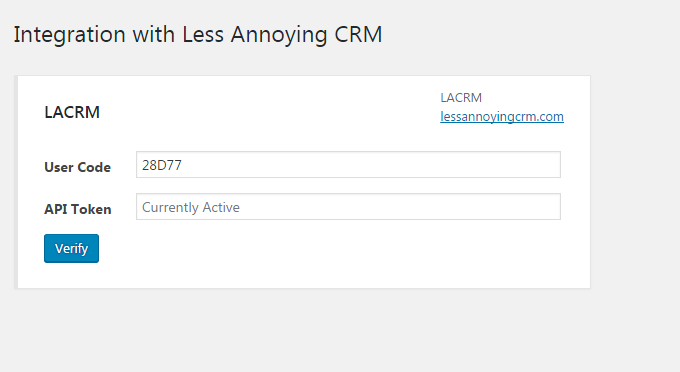 Integration with Less Annoying CRM
LACRM
LACRM
lessannoyingcrm.com
User Code 28D77
API Token Currently Active
Verify